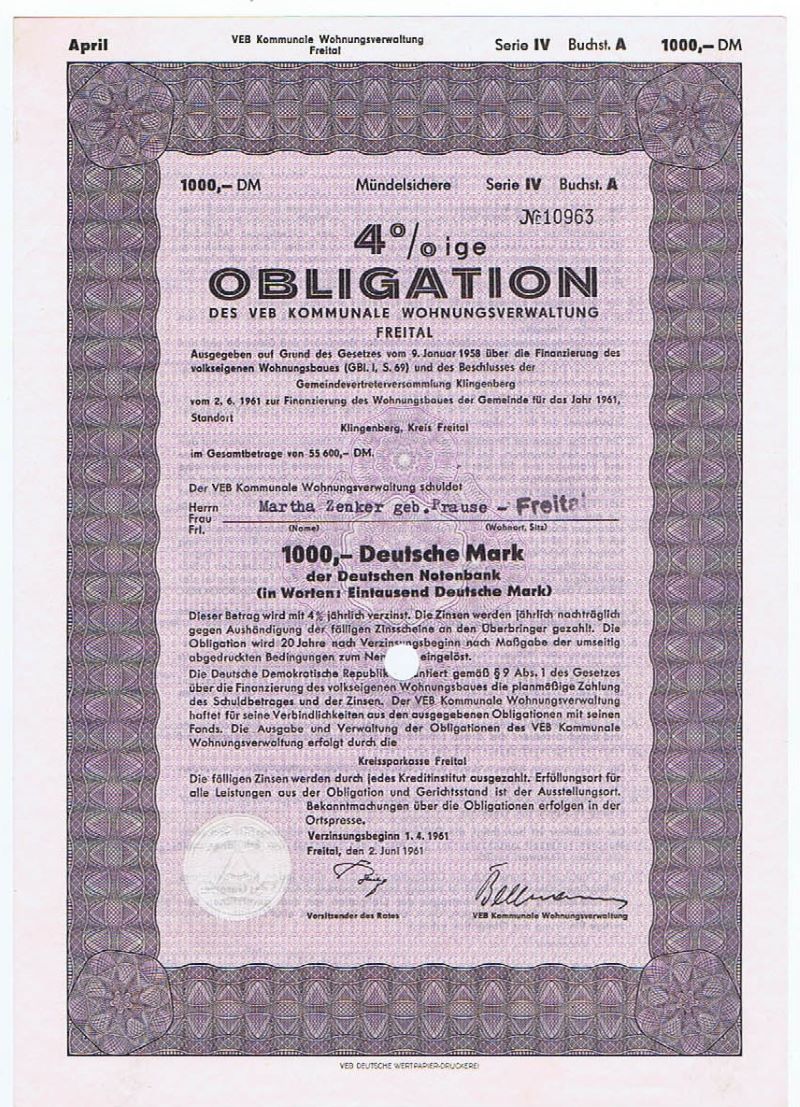 April
VEB Kommunale Wohnungsverwaltung
Freital
Serie IV Buchst. A 1000,– DM
1000,– DM Mündelsichere Serie IV Buchst. A
№ 10963
4%ige
OBLIGATION
DES VEB KOMMUNALE WOHNUNGSVERWALTUNG
FREITAL
Ausgegeben auf Grund des Gesetzes vom 9. Januar 1958 über die Finanzierung des
volkseigenen Wohnungsbaues (GBl. I, S. 69) und des Beschlusses der
Gemeindevertreterversammlung Klingenberg
vom 2. 6. 1961 zur Finanzierung des Wohnungsbaues der Gemeinde für das Jahr 1961,
Standort
Klingenberg, Kreis Freital
im Gesamtbetrage von 55 600,– DM.
Der VEB Kommunale Wohnungsverwaltung schuldet
Herrn
Frau
Frl.
Martha Zenker geb. Prause – Freital
(Name) (Wohnort, Sitz)
1000,– Deutsche Mark
der Deutschen Notenbank
(in Worten: Eintausend Deutsche Mark)
Dieser Betrag wird mit 4% jährlich verzinst. Die Zinsen werden jährlich nachträglich
gegen Aushändigung der fälligen Zinsscheine an den Überbringer gezahlt. Die
Obligation wird 20 Jahre nach Verzinsungsbeginn nach Maßgabe der umseitig
abgedruckten Bedingungen zum Nen eingelöst.
Die Deutsche Demokratische Republik ntiert gemäß § 9 Abs. 1 des Gesetzes
über die Finanzierung des volkseigenen Wohnungsbaues die planmäßige Zahlung
des Schuldbetrages und der Zinsen. Der VEB Kommunale Wohnungsverwaltung
haftet für seine Verbindlichkeiten aus den ausgegebenen Obligationen mit seinen
Fonds. Die Ausgabe und Verwaltung der Obligationen des VEB Kommunale
Wohnungsverwaltung erfolgt durch die
Kreissparkasse Freital
Die fälligen Zinsen werden durch jedes Kreditinstitut ausgezahlt. Erfüllungsort für
alle Leistungen aus der Obligation und Gerichtsstand ist der Ausstellungsort.
Bekanntmachungen über die Obligationen erfolgen in der
Ortspresse.
Verzinsungsbeginn 1. 4. 1961
Freital, den 2. Juni 1961
Bellmann
Vorsitzender des Rates VEB Kommunale Wohnungsverwaltung
VEB DEUTSCHE WERTPAPIER-DRUCKEREI